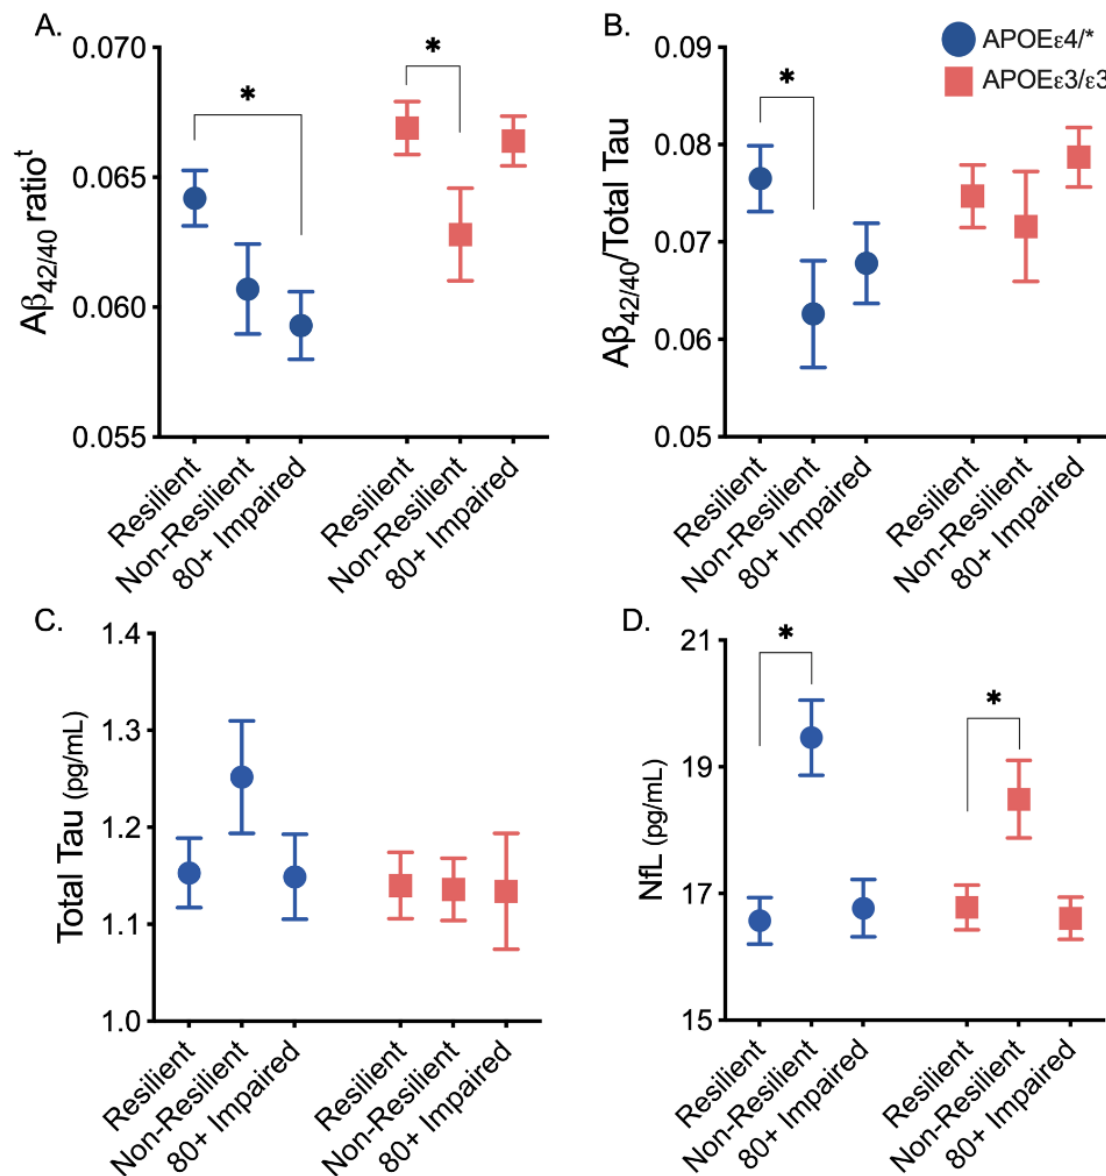 A.
0.070
0.065
0.060
0.055
Aβ42/40 ratioᵗ
*
*
Resilient
Non-Resilient
80+ Impaired
Resilient
Non-Resilient
80+ Impaired
B.
APOEε4/*
APOEε3/ε3
0.09
0.08
0.07
0.06
0.05
Aβ42/40/Total Tau
*
Resilient
Non-Resilient
80+ Impaired
Resilient
Non-Resilient
80+ Impaired
C.
1.4
1.3
1.2
1.1
1.0
Total Tau (pg/mL)
Resilient
Non-Resilient
80+ Impaired
Resilient
Non-Resilient
80+ Impaired
D.
21
19
17
15
NfL (pg/mL)
*
*
Resilient
Non-Resilient
80+ Impaired
Resilient
Non-Resilient
80+ Impaired